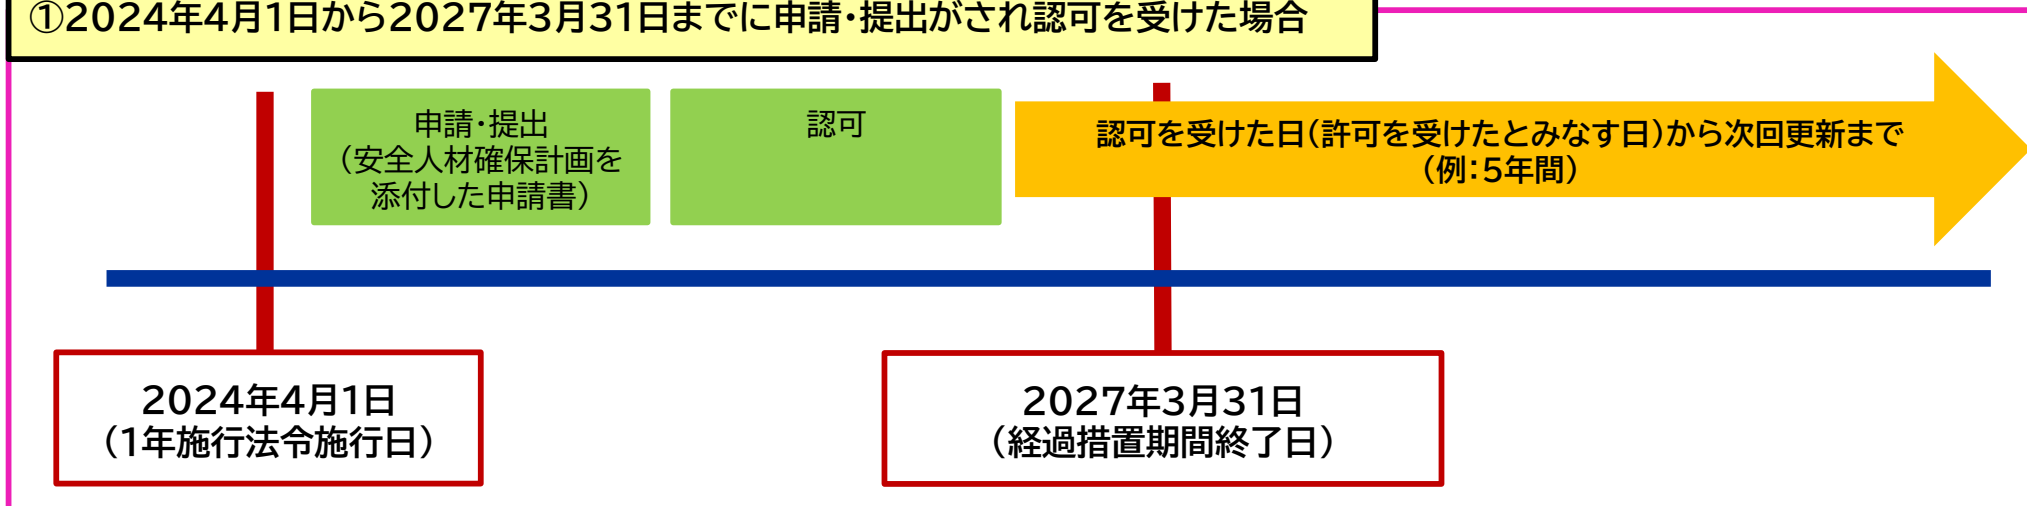 ①2024年4月1日から2027年3月31日までに申請・提出がされ認可を受けた場合
申請・提出
(安全人材確保計画を
添付した申請書)
認可
認可を受けた日(許可を受けたとみなす日)から次回更新まで
(例:5年間)
2024年4月1日
(1年施行法令施行日)
2027年3月31日
(経過措置期間終了日)